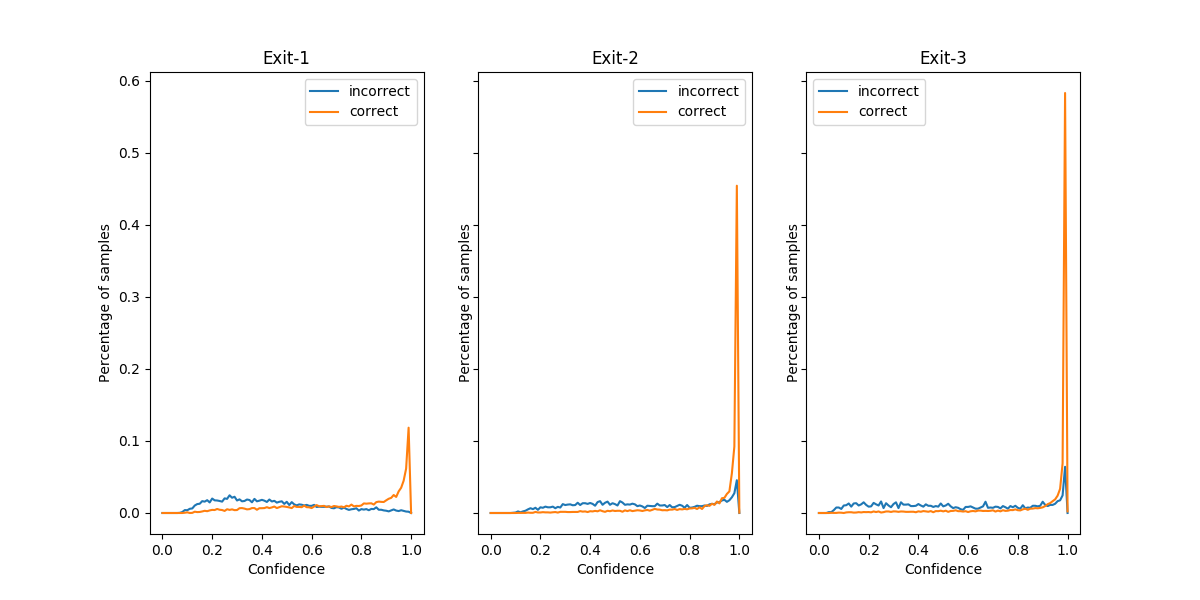 Exit-1
Exit-2
Exit-3
incorrect
correct
incorrect
correct
incorrect
correct
0.6
0.5
0.4
0.3
0.2
0.1
0.0
Percentage of samples
Percentage of samples
Percentage of samples
0.0 0.2 0.4 0.6 0.8 1.0
0.0 0.2 0.4 0.6 0.8 1.0
0.0 0.2 0.4 0.6 0.8 1.0
Confidence
Confidence
Confidence